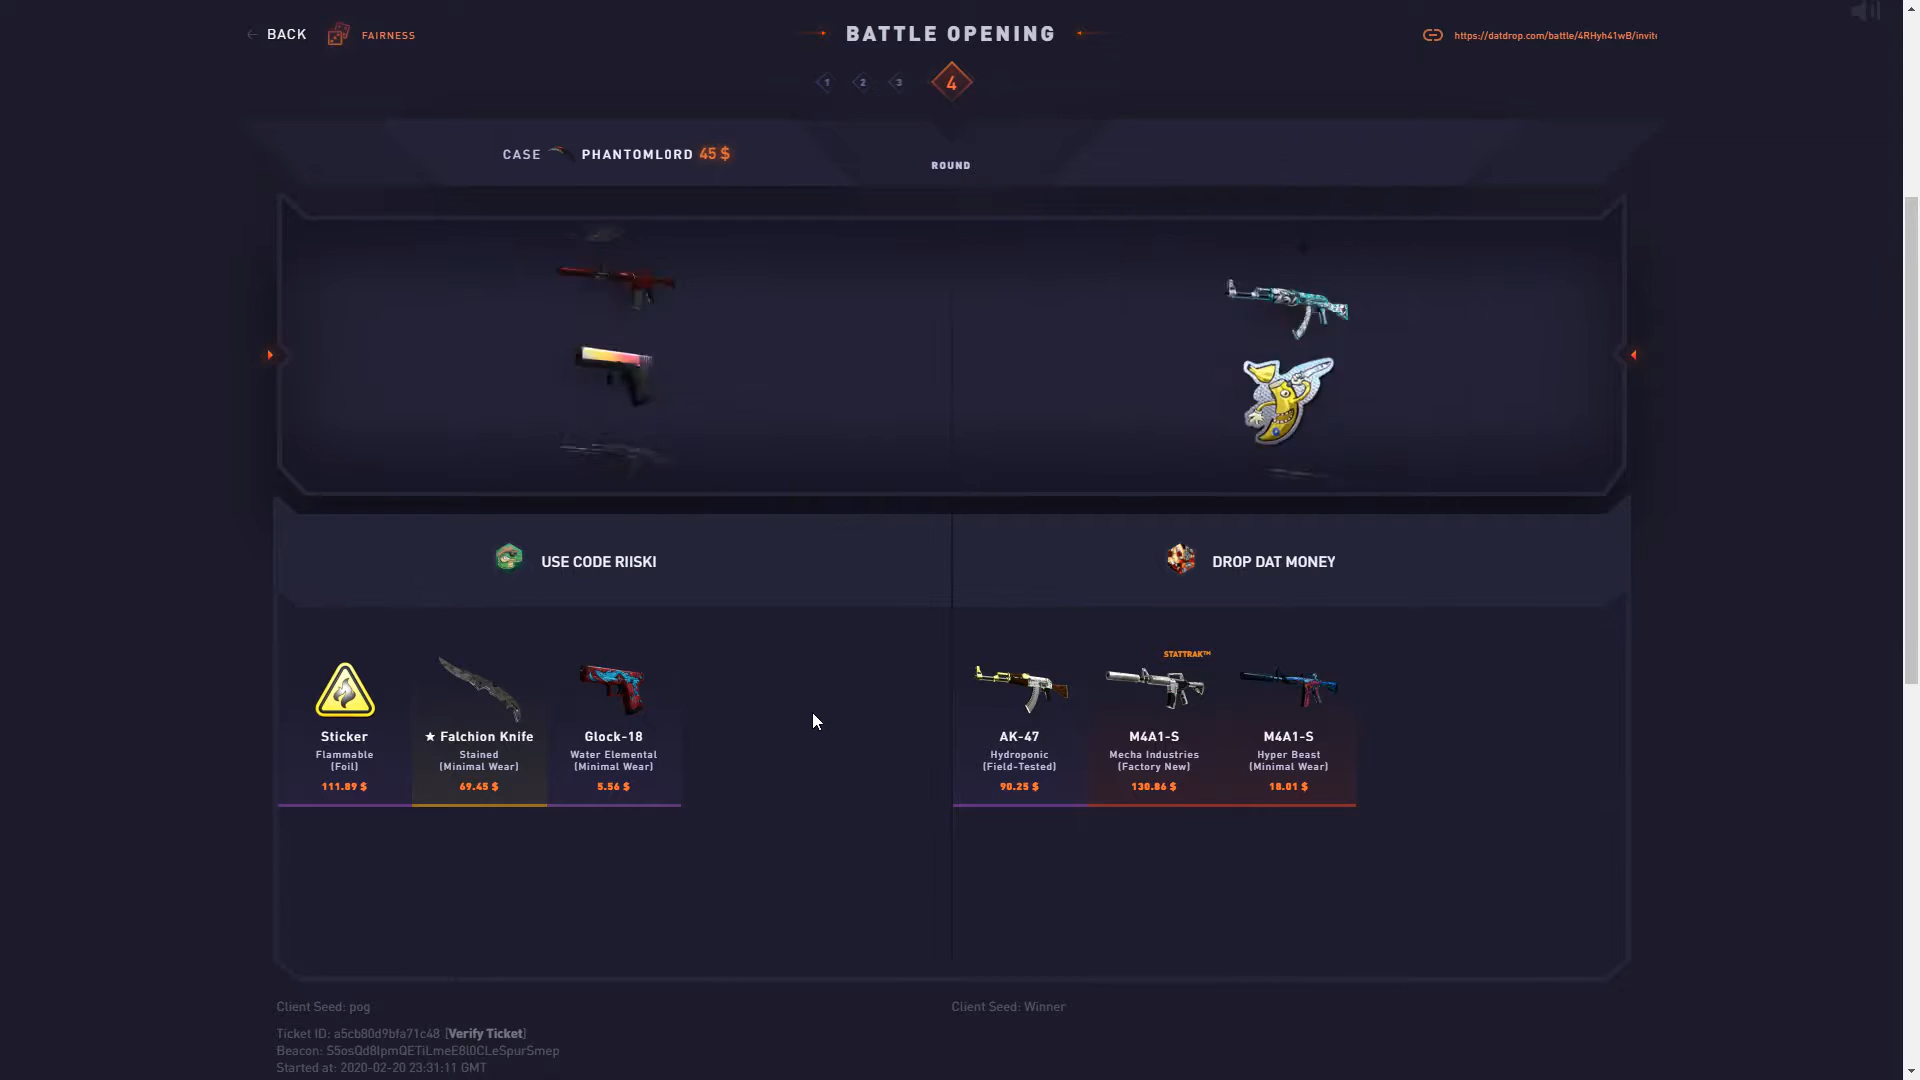 BACK
FAIRNESS
BATTLE OPENING
https://datdrop.com/battle/4RHyh41wB/invite
1 2 3 4
CASE PHANTOML0RD 45 $
ROUND
USE CODE RIISKI
DROP DAT MONEY
Sticker
Flammable
(Foil)
111.89 $
★ Falchion Knife
Stained
(Minimal Wear)
69.45 $
Glock-18
Water Elemental
(Minimal Wear)
5.56 $
AK-47
Hydroponic
(Field-Tested)
90.25 $
STATTRAK™
M4A1-S
Mecha Industries
(Factory New)
130.86 $
M4A1-S
Hyper Beast
(Minimal Wear)
18.01 $
Client Seed: pog
Client Seed: Winner
Ticket ID: a5cb80d9bfa71c48 [Verify Ticket]
Beacon: S5osQd8IpmQETiLmeE8l0CLeSpurSmep
Started at: 2020-02-20 23:31:11 GMT